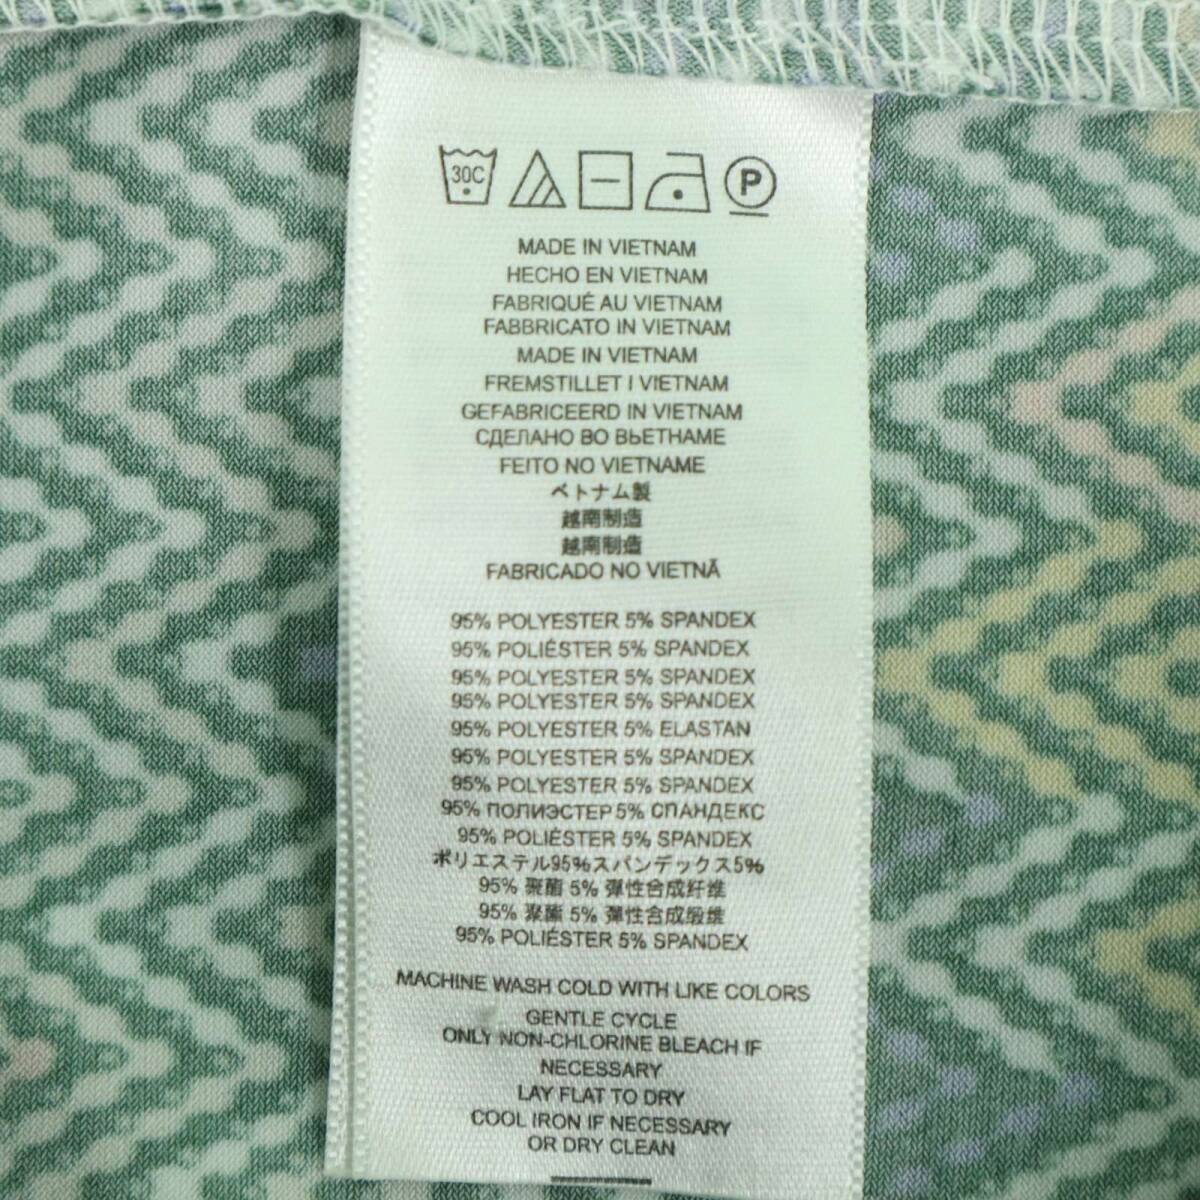 30C
P
MADE IN VIETNAM
HECHO EN VIETNAM
FABRIQUÉ AU VIETNAM
FABBRICATO IN VIETNAM
MADE IN VIETNAM
FREMSTILLET I VIETNAM
GEFABRICEERD IN VIETNAM
СДЕЛАНО ВО ВЬЕТНАМЕ
FEITO NO VIETNAME
ベトナム製
越南制造
越南制造
FABRICADO NO VIETNÃ
95% POLYESTER 5% SPANDEX
95% POLIÉSTER 5% SPANDEX
95% POLYESTER 5% SPANDEX
95% POLYESTER 5% SPANDEX
95% POLYESTER 5% ELASTAN
95% POLYESTER 5% SPANDEX
95% POLYESTER 5% SPANDEX
95% ПОЛИЭСТЕР 5% СПАНДЕКС
95% POLIÉSTER 5% SPANDEX
ポリエステル95%スパンデックス5%
95% 聚酯 5% 弹性合成纤维
95% 聚酯 5% 弹性合成纖維
95% POLIÉSTER 5% SPANDEX
MACHINE WASH COLD WITH LIKE COLORS
GENTLE CYCLE
ONLY NON-CHLORINE BLEACH IF
NECESSARY
LAY FLAT TO DRY
COOL IRON IF NECESSARY
OR DRY CLEAN